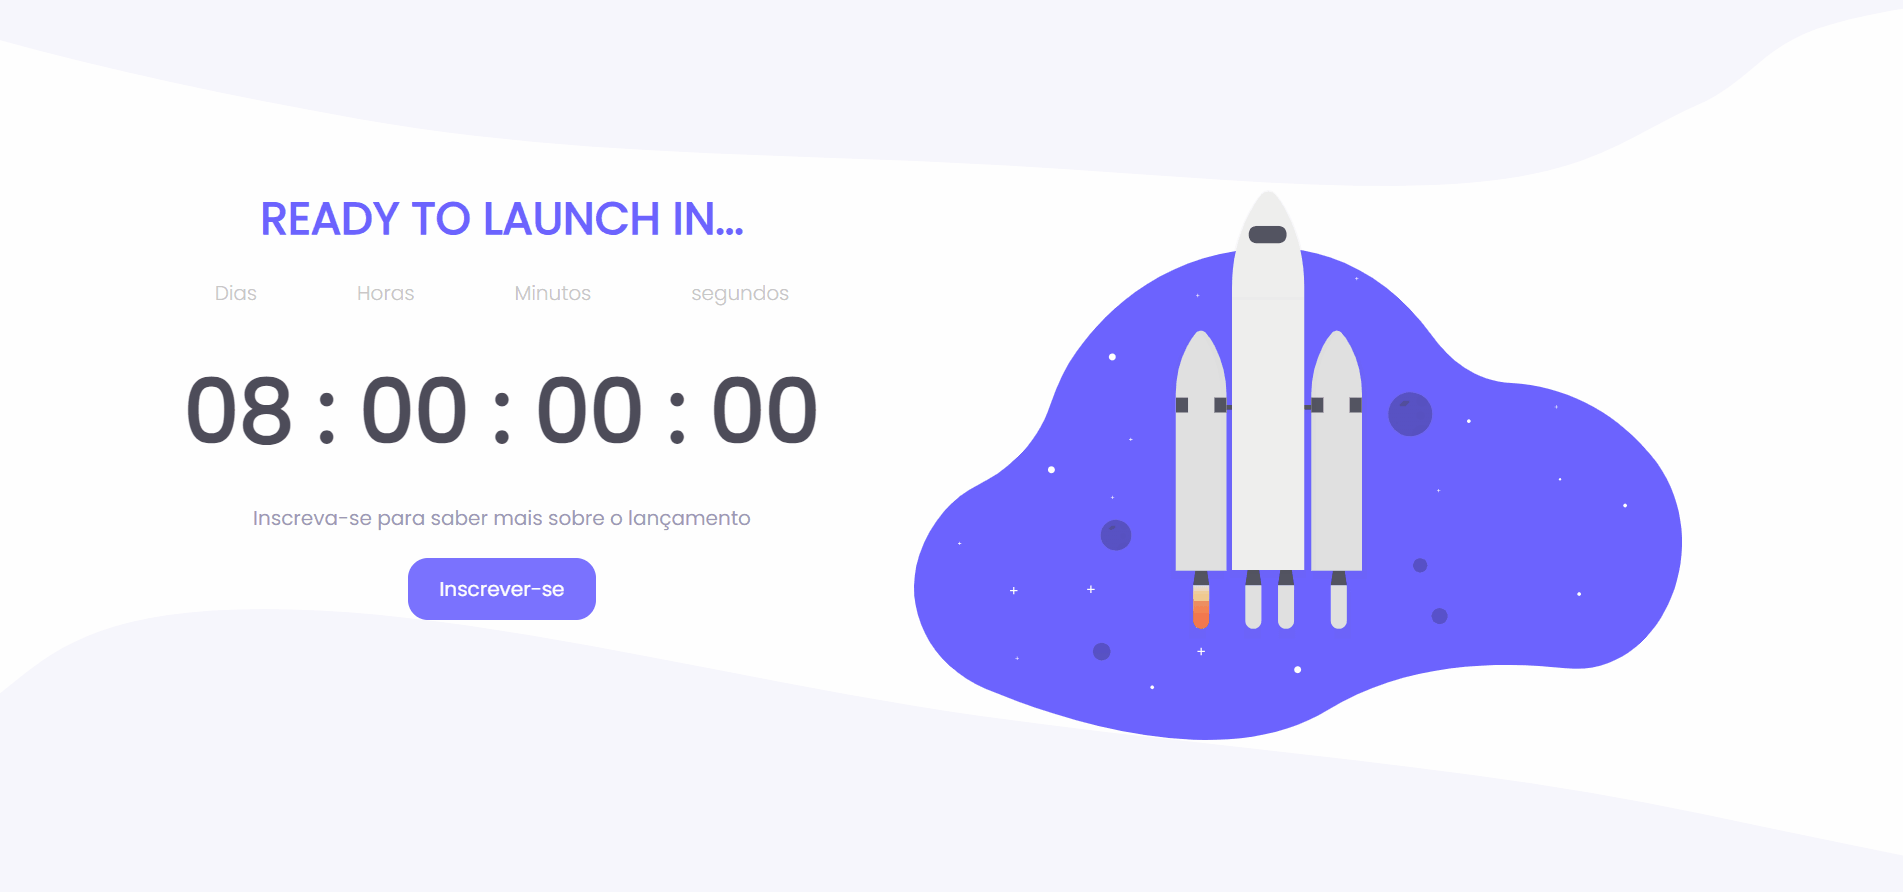 READY TO LAUNCH IN...
Dias Horas Minutos segundos
08 : 00 : 00 : 00
Inscreva-se para saber mais sobre o lançamento
Inscrever-se